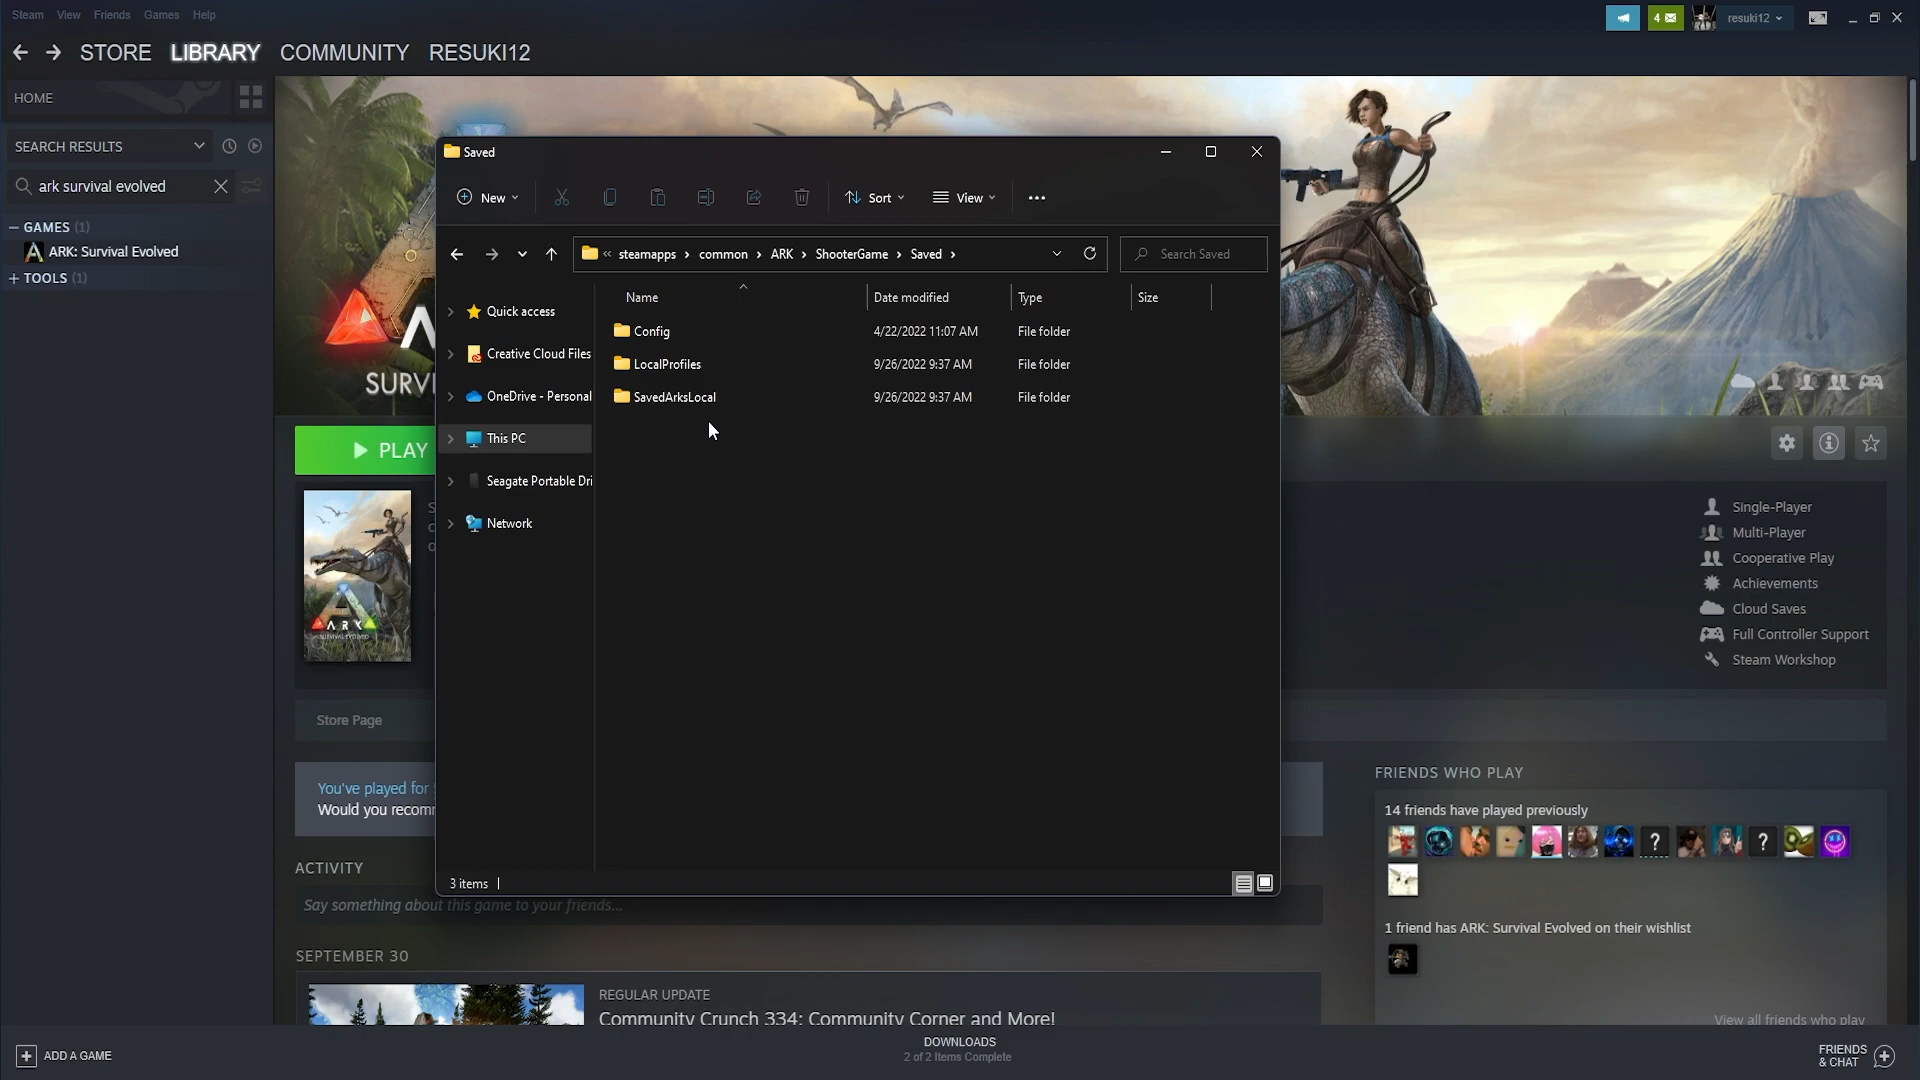 Steam View Friends Games Help
4 resuki12
STORE LIBRARY COMMUNITY RESUKI12
HOME
SEARCH RESULTS
ark survival evolved
GAMES (1)
ARK: Survival Evolved
TOOLS (1)
Saved
New Sort View
« steamapps > common > ARK > ShooterGame > Saved >
Search Saved
Name Date modified Type Size
Quick access
Creative Cloud Files
OneDrive - Personal
This PC
Seagate Portable Dri
Network
Config 4/22/2022 11:07 AM File folder
LocalProfiles 9/26/2022 9:37 AM File folder
SavedArksLocal 9/26/2022 9:37 AM File folder
3 items
SURVI
PLAY
ARK
SURVIVAL EVOLVED
Single-Player
Multi-Player
Cooperative Play
Achievements
Cloud Saves
Full Controller Support
Steam Workshop
Store Page
You've played for
Would you recom
FRIENDS WHO PLAY
14 friends have played previously
? ?
1 friend has ARK: Survival Evolved on their wishlist
View all friends who play
ACTIVITY
Say something about this game to your friends...
SEPTEMBER 30
REGULAR UPDATE
Community Crunch 334: Community Corner and More!
ADD A GAME
DOWNLOADS
2 of 2 Items Complete
FRIENDS
& CHAT